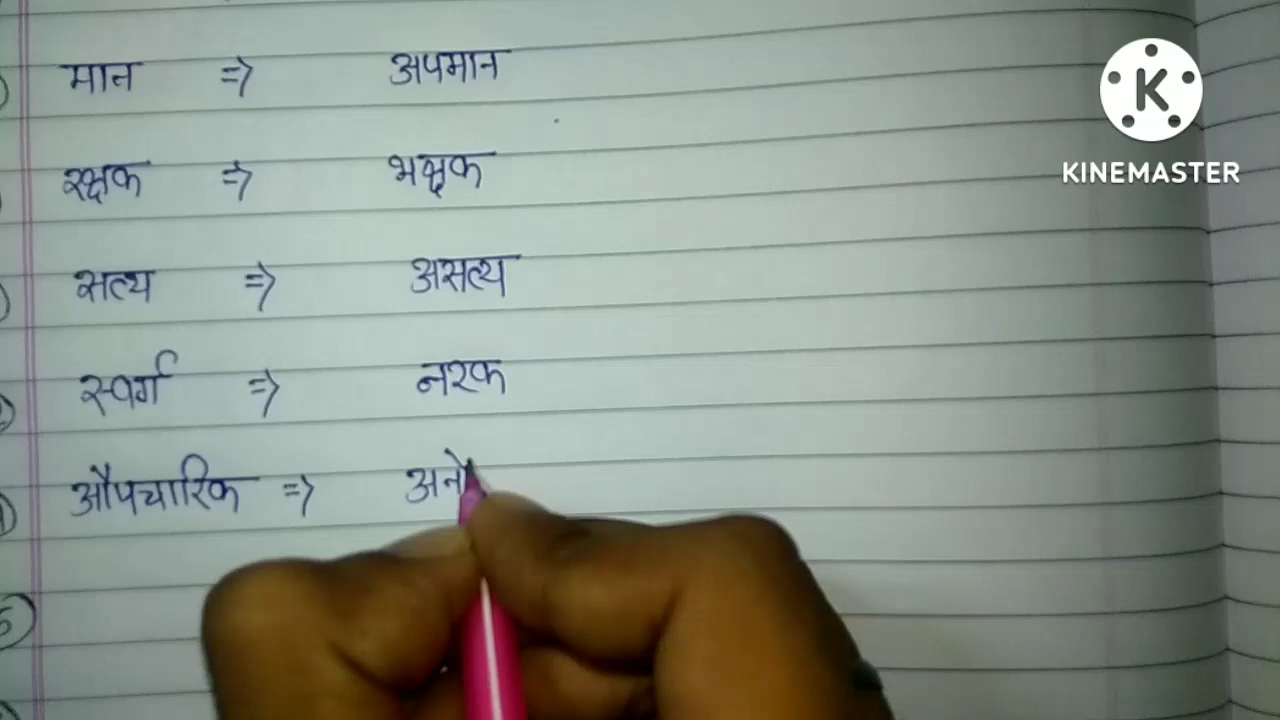 मान => अपमान
रक्षक => भक्षक
सत्य => असत्य
स्वर्ग => नरक
औपचारिक =>
K
KINEMASTER